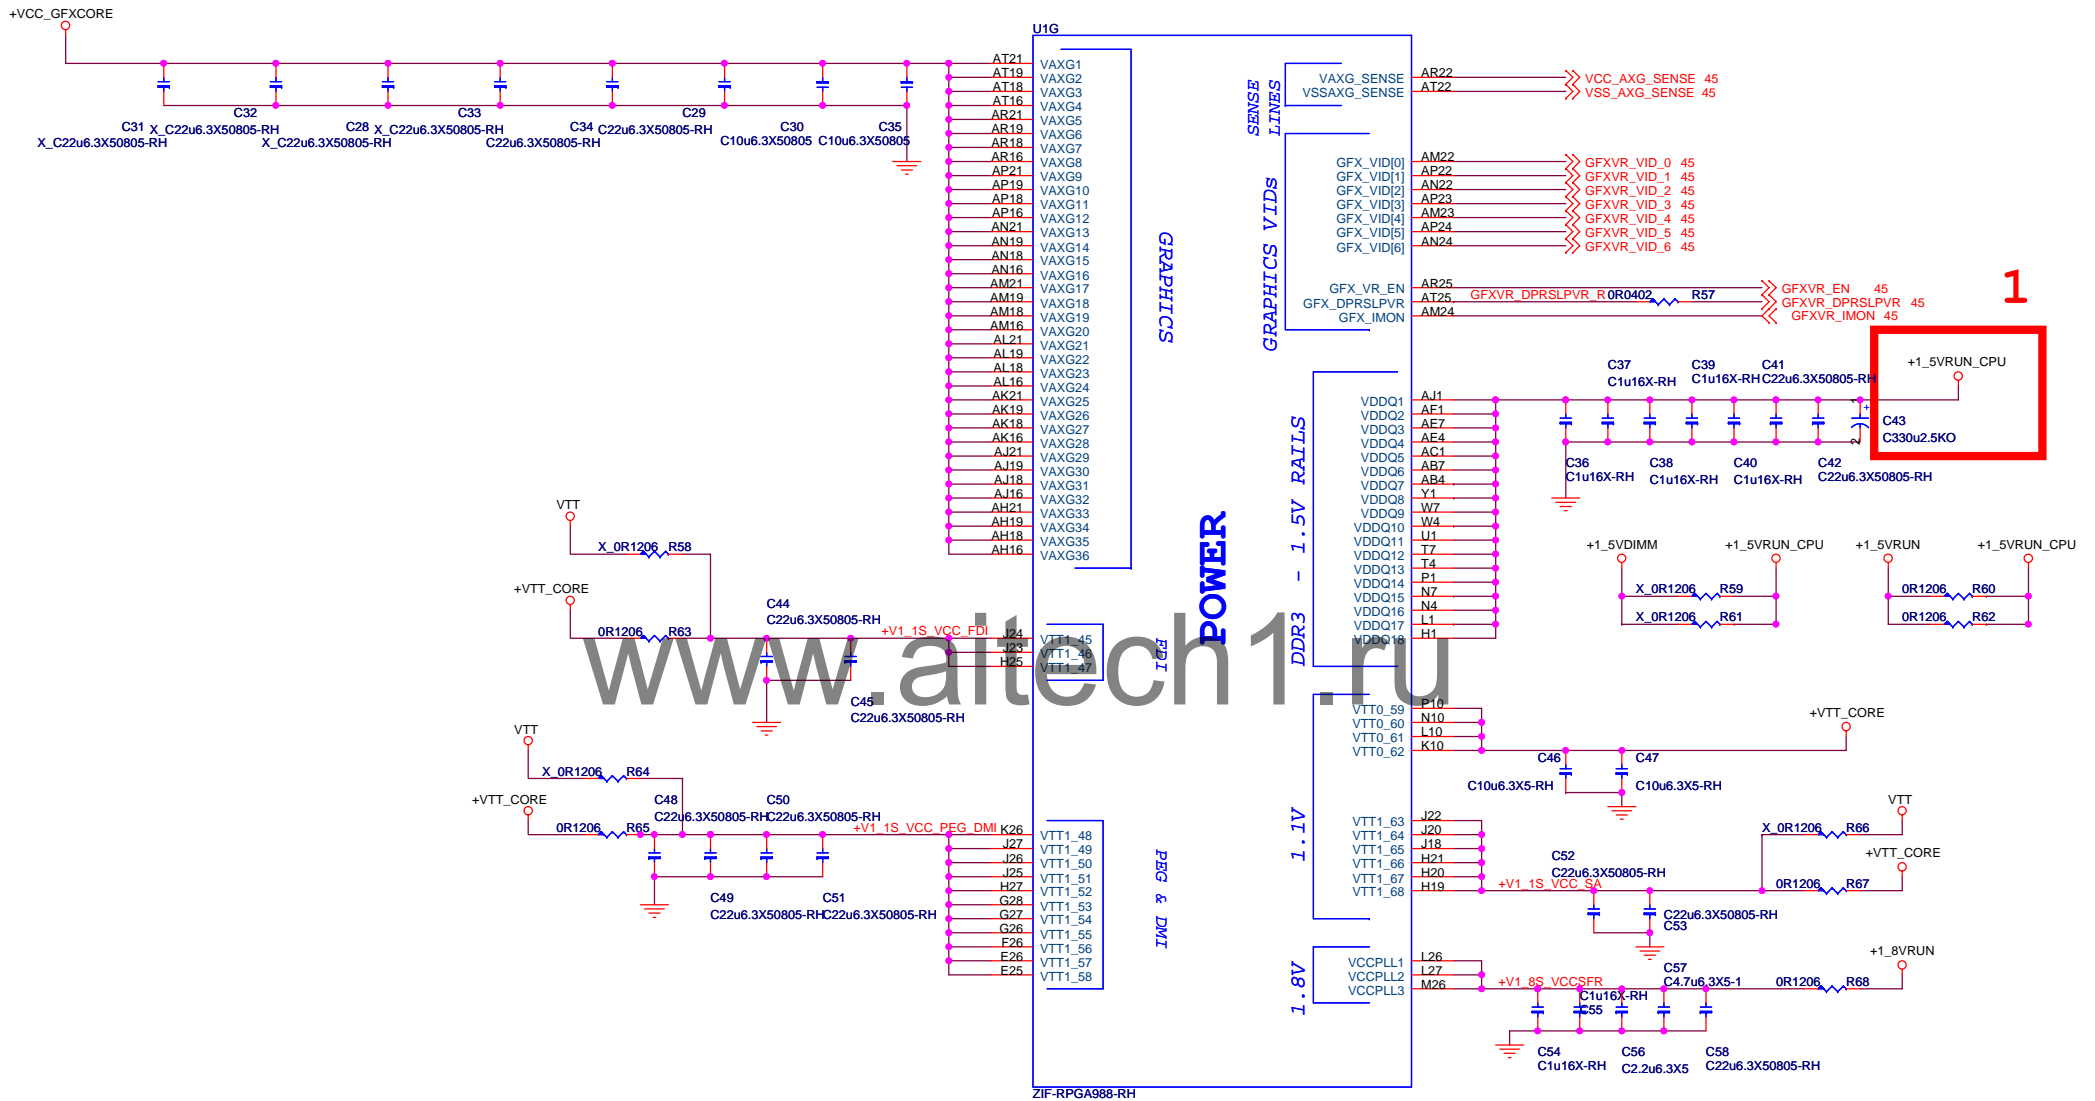 +VCC_GFXCORE
C31
X_C22u6.3X50805-RH
C32
X_C22u6.3X50805-RH
C28
X_C22u6.3X50805-RH
C33
X_C22u6.3X50805-RH
C34
C22u6.3X50805-RH
C29
C22u6.3X50805-RH
C30
C10u6.3X50805
C35
C10u6.3X50805
U1G
AT21 VAXG1
AT19 VAXG2
AT18 VAXG3
AT16 VAXG4
AR21 VAXG5
AR19 VAXG6
AR18 VAXG7
AR16 VAXG8
AP21 VAXG9
AP19 VAXG10
AP18 VAXG11
AP16 VAXG12
AN21 VAXG13
AN19 VAXG14
AN18 VAXG15
AN16 VAXG16
AM21 VAXG17
AM19 VAXG18
AM18 VAXG19
AM16 VAXG20
AL21 VAXG21
AL19 VAXG22
AL18 VAXG23
AL16 VAXG24
AK21 VAXG25
AK19 VAXG26
AK18 VAXG27
AK16 VAXG28
AJ21 VAXG29
AJ19 VAXG30
AJ18 VAXG31
AJ16 VAXG32
AH21 VAXG33
AH19 VAXG34
AH18 VAXG35
AH16 VAXG36
GRAPHICS
POWER
SENSE
LINES
VAXG_SENSE AR22 VCC_AXG_SENSE 45
VSSAXG_SENSE AT22 VSS_AXG_SENSE 45
GRAPHICS VIDs
GFX_VID[0] AM22 GFXVR_VID_0 45
GFX_VID[1] AP22 GFXVR_VID_1 45
GFX_VID[2] AN22 GFXVR_VID_2 45
GFX_VID[3] AP23 GFXVR_VID_3 45
GFX_VID[4] AM23 GFXVR_VID_4 45
GFX_VID[5] AP24 GFXVR_VID_5 45
GFX_VID[6] AN24 GFXVR_VID_6 45
GFX_VR_EN AR25 GFXVR_EN 45
GFX_DPRSLPVR AT25 GFXVR_DPRSLPVR_R 0R0402 R57 GFXVR_DPRSLPVR 45
GFX_IMON AM24 GFXVR_IMON 45
1
+1_5VRUN_CPU
C37
C1u16X-RH
C39
C1u16X-RH
C41
C22u6.3X50805-RH
1
+
2
C43
C330u2.5KO
C36
C1u16X-RH
C38
C1u16X-RH
C40
C1u16X-RH
C42
C22u6.3X50805-RH
DDR3 - 1.5V RAILS
VDDQ1 AJ1
VDDQ2 AF1
VDDQ3 AE7
VDDQ4 AE4
VDDQ5 AC1
VDDQ6 AB7
VDDQ7 AB4
VDDQ8 Y1
VDDQ9 W7
VDDQ10 W4
VDDQ11 U1
VDDQ12 T7
VDDQ13 T4
VDDQ14 P1
VDDQ15 N7
VDDQ16 N4
VDDQ17 L1
VDDQ18 H1
+1_5VDIMM
+1_5VRUN_CPU
+1_5VRUN
+1_5VRUN_CPU
X_0R1206 R59
0R1206 R60
X_0R1206 R61
0R1206 R62
VTT
X_0R1206 R58
+VTT_CORE
0R1206 R63
C44
C22u6.3X50805-RH
+V1_1S_VCC_FDI
C45
C22u6.3X50805-RH
J24 VTT1_45
J23 VTT1_46
H25 VTT1_47
FDI
www.aitech1.ru
VTT
X_0R1206 R64
+VTT_CORE
0R1206 R65
C48
C22u6.3X50805-RH
C50
C22u6.3X50805-RH
+V1_1S_VCC_PEG_DMI
C49
C22u6.3X50805-RH
C51
C22u6.3X50805-RH
K26 VTT1_48
J27 VTT1_49
J26 VTT1_50
J25 VTT1_51
H27 VTT1_52
G28 VTT1_53
G27 VTT1_54
G26 VTT1_55
F26 VTT1_56
E26 VTT1_57
E25 VTT1_58
PEG & DMI
1.1V
VTT0_59 P10
VTT0_60 N10
VTT0_61 L10
VTT0_62 K10
+VTT_CORE
C46
C10u6.3X5-RH
C47
C10u6.3X5-RH
VTT1_63 J22
VTT1_64 J20
VTT1_65 J18
VTT1_66 H21
VTT1_67 H20
VTT1_68 H19
+V1_1S_VCC_SA
VTT
X_0R1206 R66
+VTT_CORE
0R1206 R67
C52
C22u6.3X50805-RH
C22u6.3X50805-RH
C53
1.8V
VCCPLL1 L26
VCCPLL2 L27
VCCPLL3 M26
+V1_8S_VCCSFR
+1_8VRUN
0R1206 R68
C57
C4.7u6.3X5-1
C1u16X-RH
C55
C54
C1u16X-RH
C56
C2.2u6.3X5
C58
C22u6.3X50805-RH
ZIF-RPGA988-RH